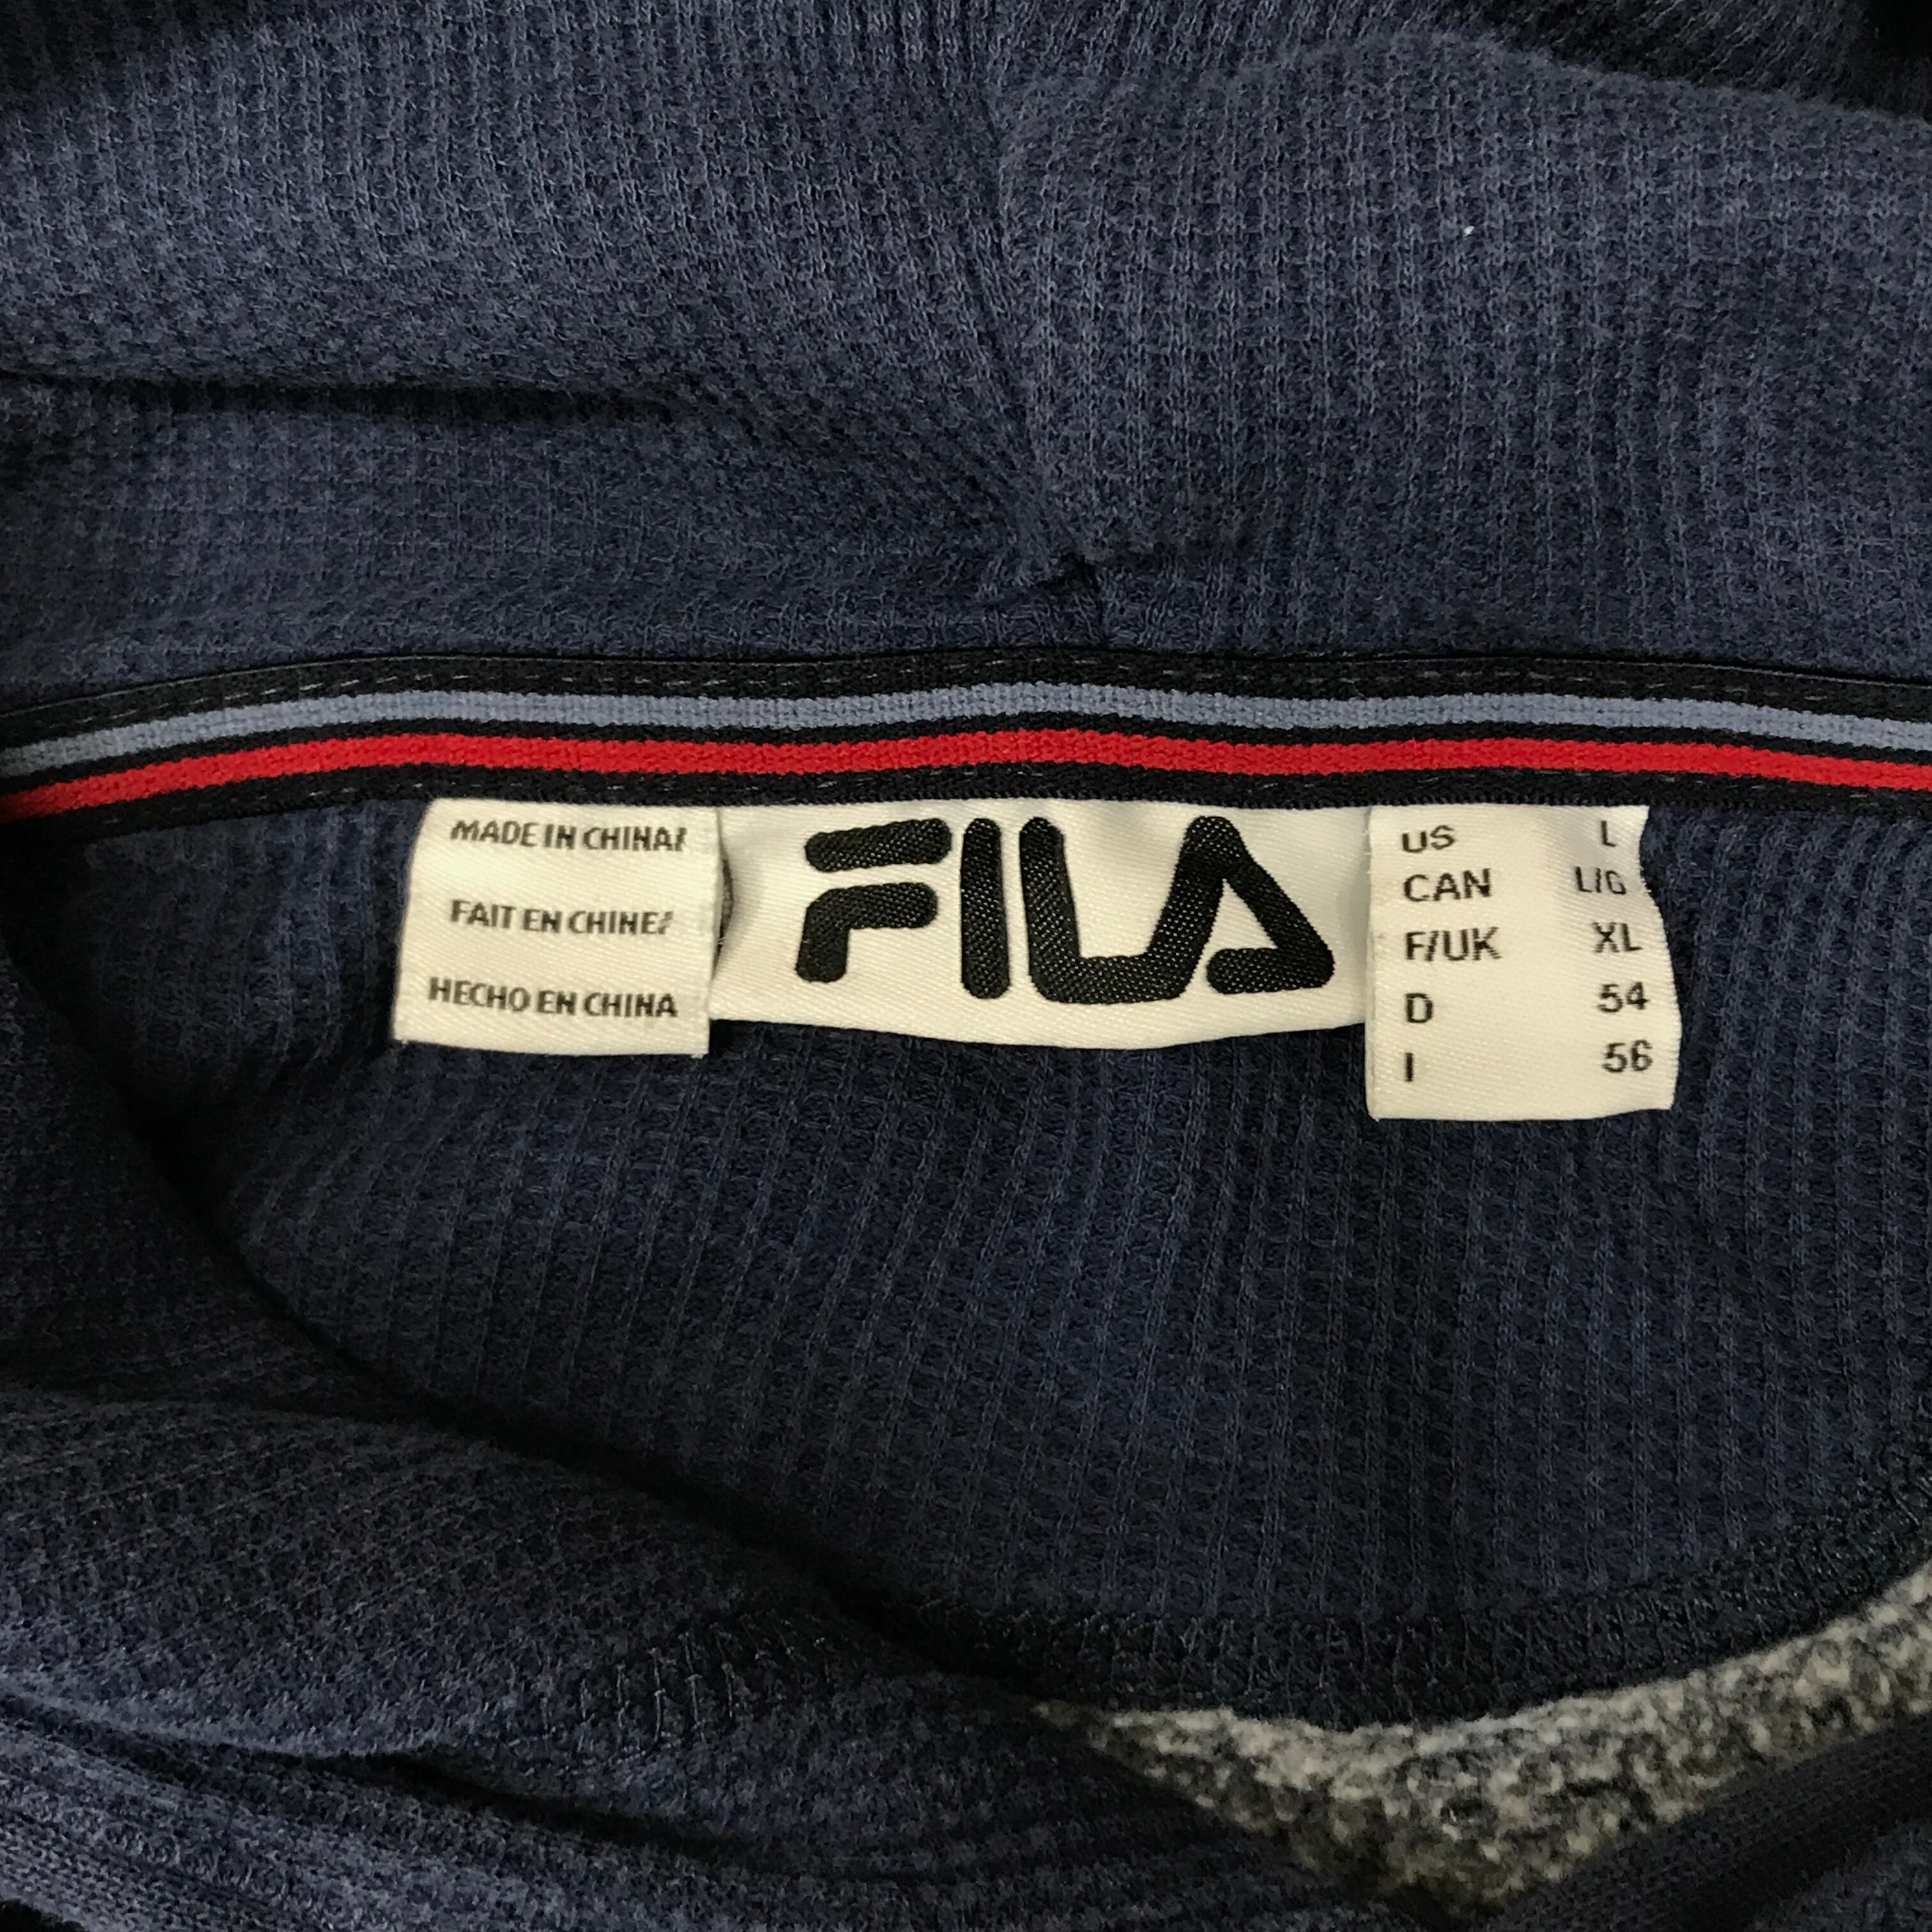 MADE IN CHINA/
FAIT EN CHINE/
HECHO EN CHINA
FILA
US L
CAN L/G
F/UK XL
D 54
I 56